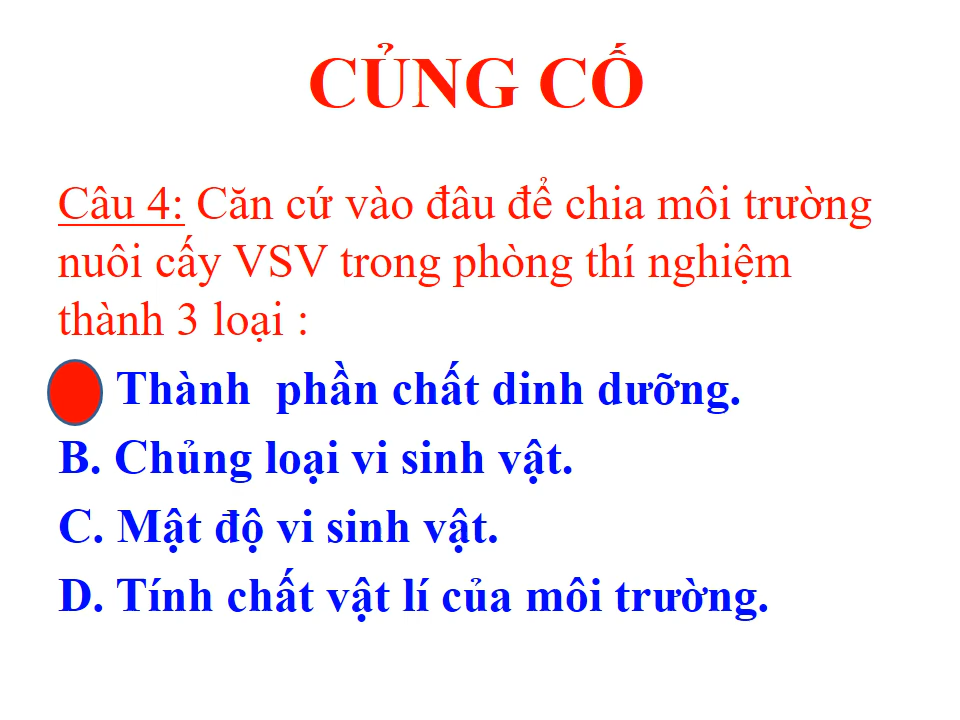 CỦNG CỐ
Câu 4: Căn cứ vào đâu để chia môi trường
nuôi cấy VSV trong phòng thí nghiệm
thành 3 loại :
Thành phần chất dinh dưỡng.
B. Chủng loại vi sinh vật.
C. Mật độ vi sinh vật.
D. Tính chất vật lí của môi trường.